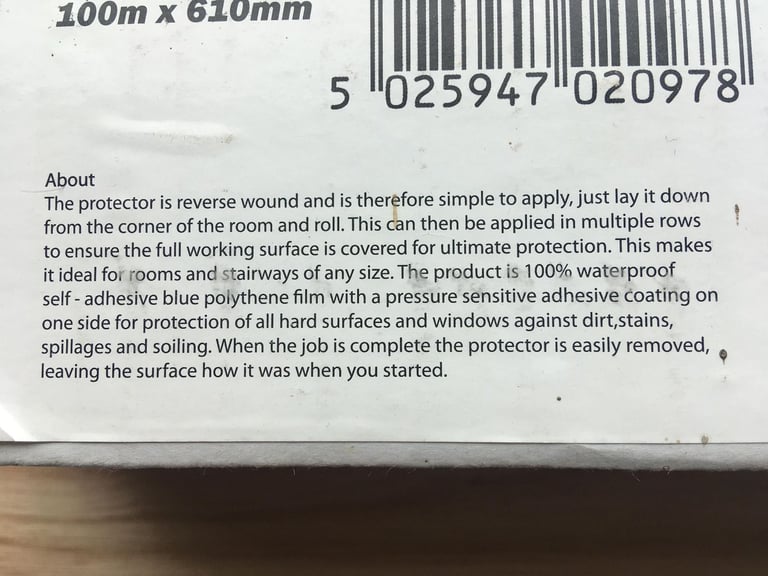 100m x 610mm
5 025947 020978
About
The protector is reverse wound and is therefore simple to apply, just lay it down
from the corner of the room and roll. This can then be applied in multiple rows
to ensure the full working surface is covered for ultimate protection. This makes
it ideal for rooms and stairways of any size. The product is 100% waterproof
self - adhesive blue polythene film with a pressure sensitive adhesive coating on
one side for protection of all hard surfaces and windows against dirt,stains,
spillages and soiling. When the job is complete the protector is easily removed,
leaving the surface how it was when you started.